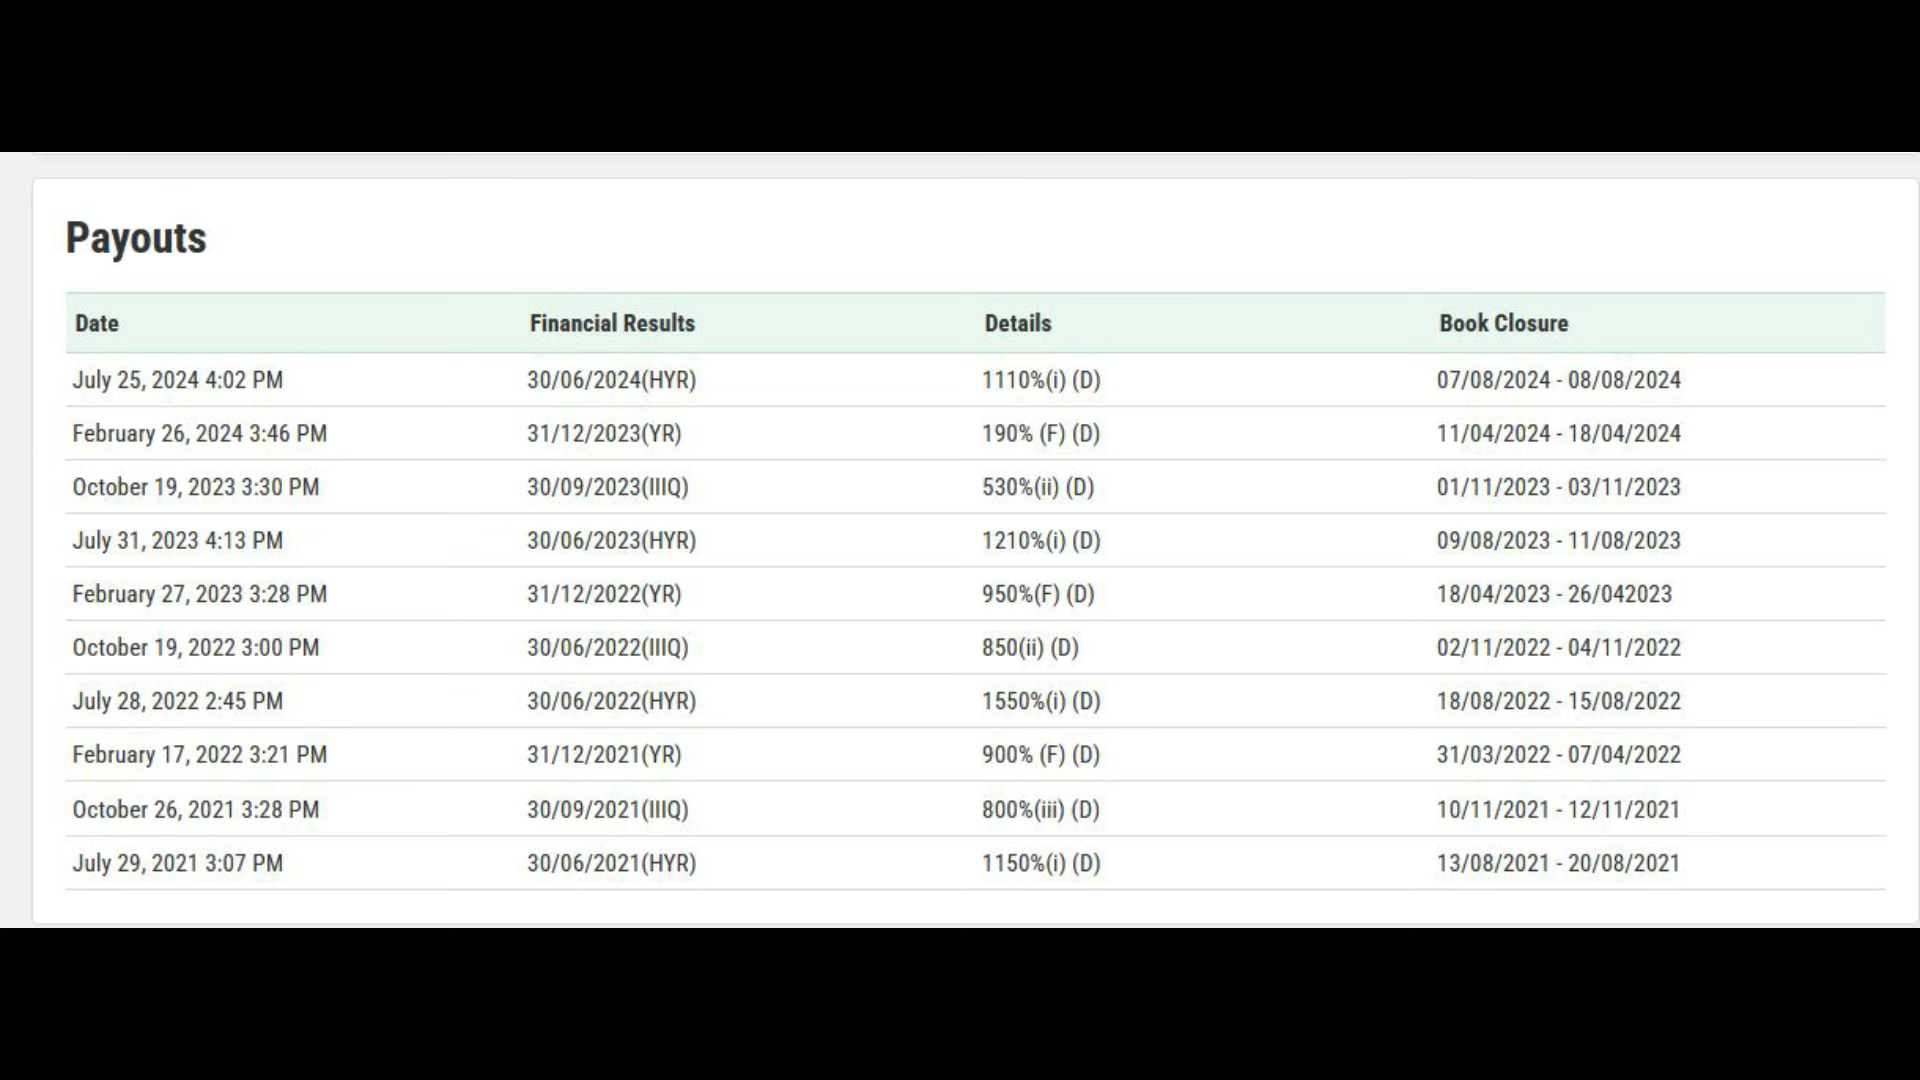 Payouts
Date Financial Results Details Book Closure
July 25, 2024 4:02 PM 30/06/2024(HYR) 1110%(i) (D) 07/08/2024 - 08/08/2024
February 26, 2024 3:46 PM 31/12/2023(YR) 190% (F) (D) 11/04/2024 - 18/04/2024
October 19, 2023 3:30 PM 30/09/2023(IIIQ) 530%(ii) (D) 01/11/2023 - 03/11/2023
July 31, 2023 4:13 PM 30/06/2023(HYR) 1210%(i) (D) 09/08/2023 - 11/08/2023
February 27, 2023 3:28 PM 31/12/2022(YR) 950%(F) (D) 18/04/2023 - 26/042023
October 19, 2022 3:00 PM 30/06/2022(IIIQ) 850(ii) (D) 02/11/2022 - 04/11/2022
July 28, 2022 2:45 PM 30/06/2022(HYR) 1550%(i) (D) 18/08/2022 - 15/08/2022
February 17, 2022 3:21 PM 31/12/2021(YR) 900% (F) (D) 31/03/2022 - 07/04/2022
October 26, 2021 3:28 PM 30/09/2021(IIIQ) 800%(iii) (D) 10/11/2021 - 12/11/2021
July 29, 2021 3:07 PM 30/06/2021(HYR) 1150%(i) (D) 13/08/2021 - 20/08/2021